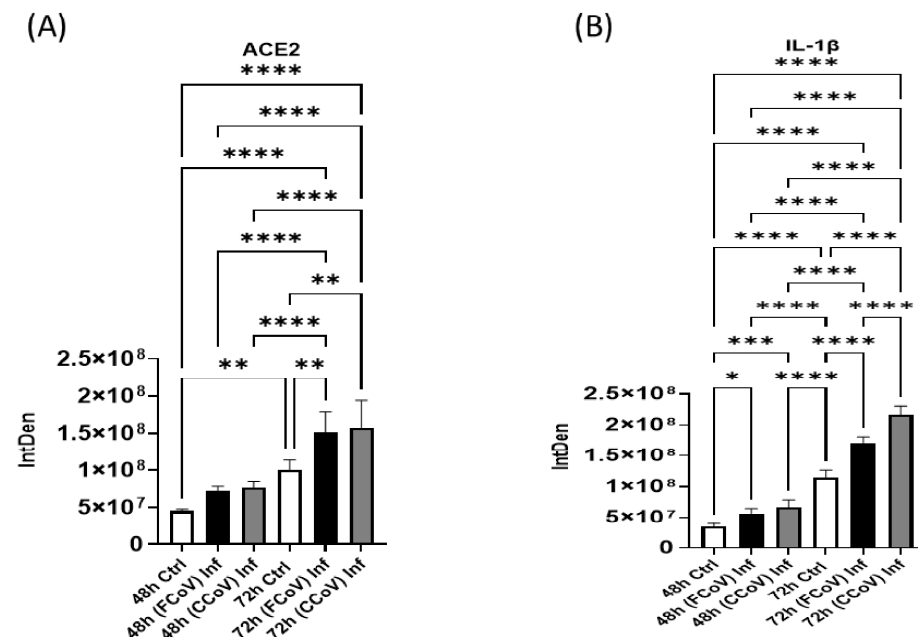 (A)
ACE2
****
****
****
****
****
**
****
** **
2.5×10⁸
2×10⁸
1.5×10⁸
1×10⁸
5×10⁷
0
IntDen
48h Ctrl
48h (FCoV) Inf
48h (CCoV) Inf
72h Ctrl
72h (FCoV) Inf
72h (CCoV) Inf
(B)
IL-1β
****
****
****
****
****
**** ****
****
**** ****
*** ****
* ****
2.5×10⁸
2×10⁸
1.5×10⁸
1×10⁸
5×10⁷
0
IntDen
48h Ctrl
48h (FCoV) Inf
48h (CCoV) Inf
72h Ctrl
72h (FCoV) Inf
72h (CCoV) Inf